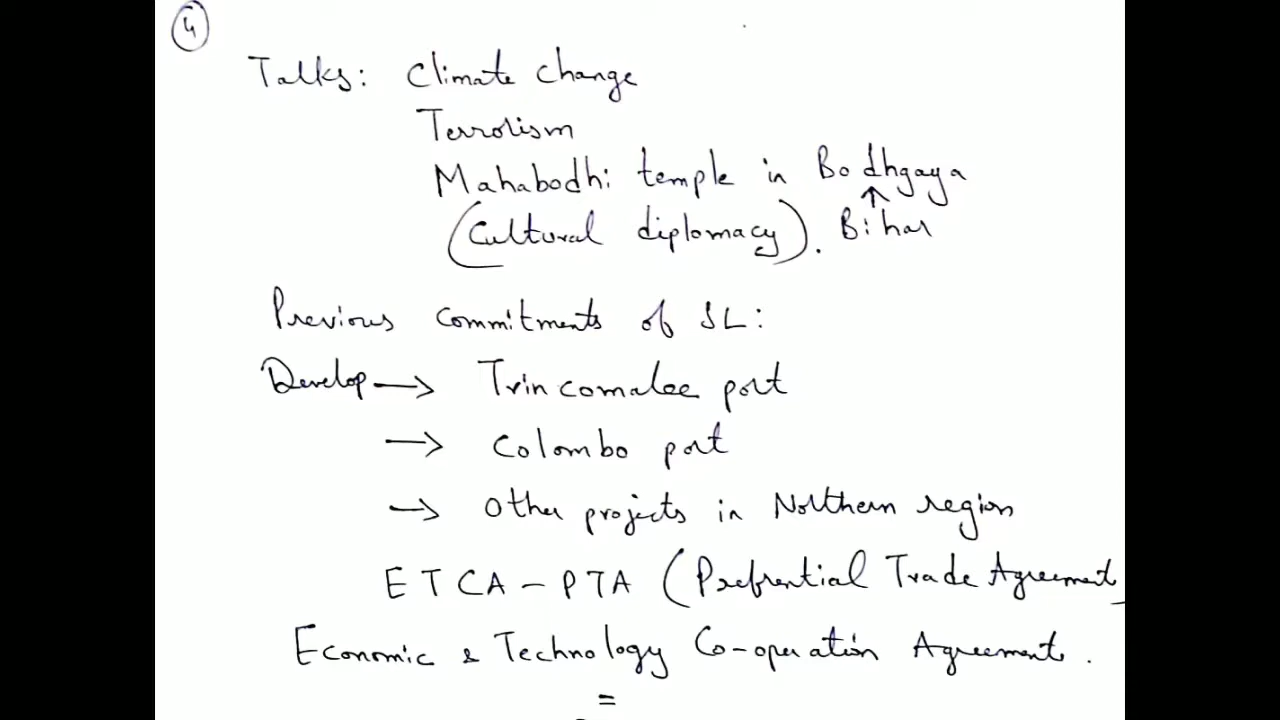 4
Talks: Climate change
Terrorism
Mahabodhi temple in Bodhgaya
(Cultural diplomacy). Bihar
Previous commitments of SL:
Develop → Trincomalee port
→ Colombo port
→ Other projects in Northern region
ETCA - PTA (Prefrential Trade Agreement)
Economic & Technology Co-operation Agreement.
=